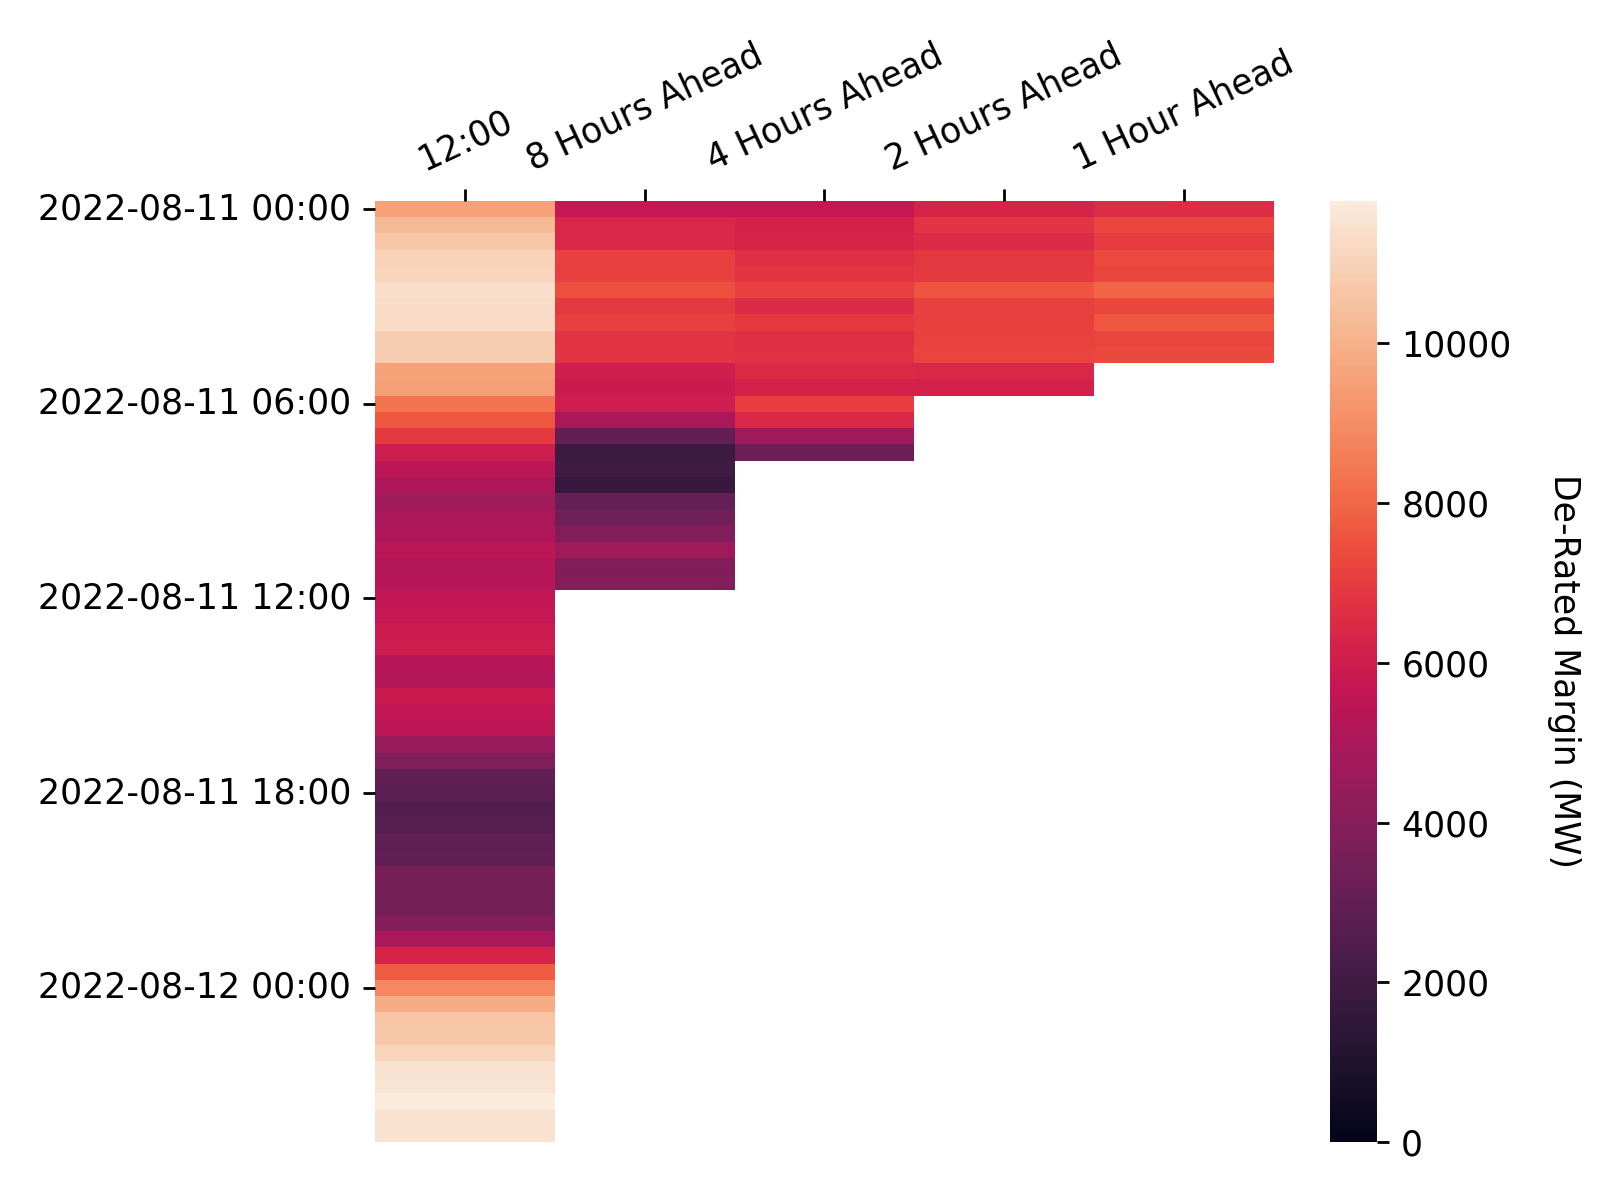 12:00
8 Hours Ahead
4 Hours Ahead
2 Hours Ahead
1 Hour Ahead
2022-08-11 00:00
2022-08-11 06:00
2022-08-11 12:00
2022-08-11 18:00
2022-08-12 00:00
10000
8000
6000
4000
2000
0
De-Rated Margin (MW)